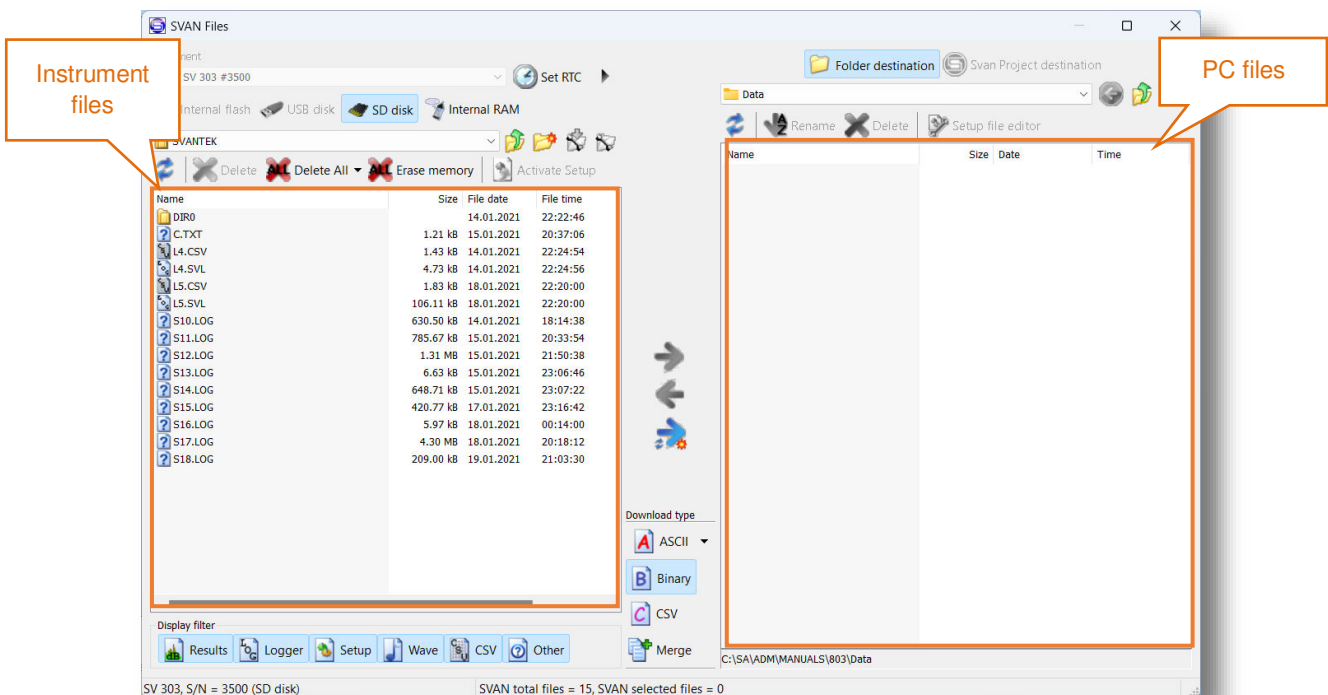 SVAN Files
Instrument
files
PC files
ment
SV 303 #3500
Set RTC
Folder destination
Svan Project destination
Internal flash
USB disk
SD disk
Internal RAM
Data
SVANTEK
Rename
Delete
Setup file editor
Delete
ALL Delete All
ALL Erase memory
Activate Setup
Name Size File date File time
DIR0 14.01.2021 22:22:46
C.TXT 1.21 kB 15.01.2021 20:37:06
L4.CSV 1.43 kB 14.01.2021 22:24:54
L4.SVL 4.73 kB 14.01.2021 22:24:56
L5.CSV 1.83 kB 18.01.2021 22:20:00
L5.SVL 106.11 kB 18.01.2021 22:20:00
S10.LOG 630.50 kB 14.01.2021 18:14:38
S11.LOG 785.67 kB 15.01.2021 20:33:54
S12.LOG 1.31 MB 15.01.2021 21:50:38
S13.LOG 6.63 kB 15.01.2021 23:06:46
S14.LOG 648.71 kB 15.01.2021 23:07:22
S15.LOG 420.77 kB 17.01.2021 23:16:42
S16.LOG 5.97 kB 18.01.2021 00:14:00
S17.LOG 4.30 MB 18.01.2021 20:18:12
S18.LOG 209.00 kB 19.01.2021 21:03:30
Name Size Date Time
Download type
A ASCII
B Binary
C CSV
Merge
Display filter
dB Results
Log Logger
Setup
Wave
CSV
Other
C:\SA\ADM\MANUALS\803\Data
SV 303, S/N = 3500 (SD disk)
SVAN total files = 15, SVAN selected files = 0